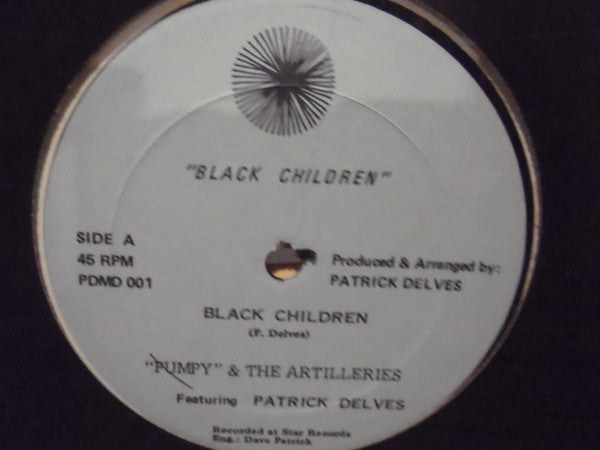 "BLACK CHILDREN"
SIDE A
45 RPM
PDMD 001
Produced & Arranged by:
PATRICK DELVES
BLACK CHILDREN
(P. Delves)
"PUMPY" & THE ARTILLERIES
Featuring PATRICK DELVES
Recorded at Star Records
Eng.: Dave Patrick